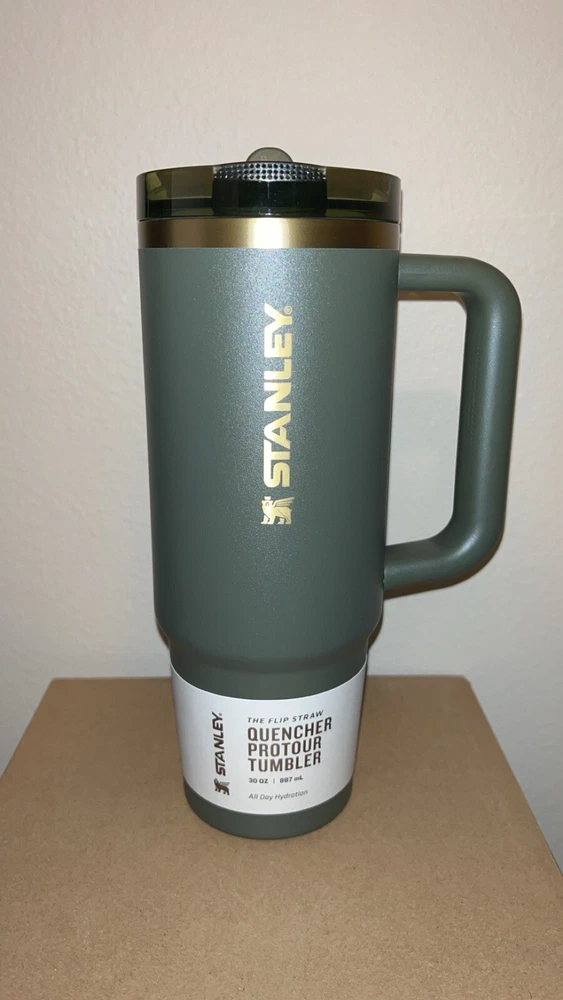 STANLEY®
STANLEY®
THE FLIP STRAW
QUENCHER
PROTOUR
TUMBLER
30 OZ | 887 mL
All Day Hydration